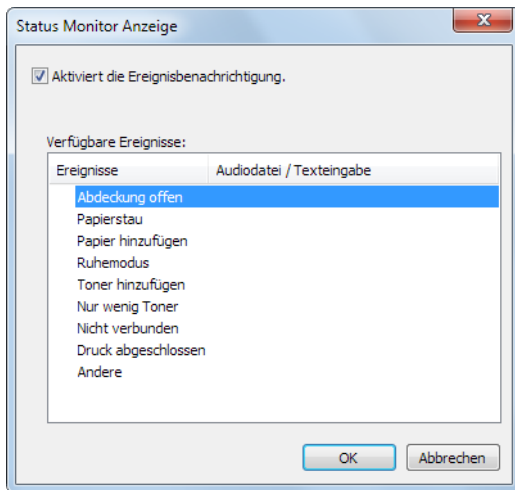 Status Monitor Anzeige
Aktiviert die Ereignisbenachrichtigung.
Verfügbare Ereignisse:
Ereignisse Audiodatei / Texteingabe
Abdeckung offen
Papierstau
Papier hinzufügen
Ruhemodus
Toner hinzufügen
Nur wenig Toner
Nicht verbunden
Druck abgeschlossen
Andere
OK Abbrechen